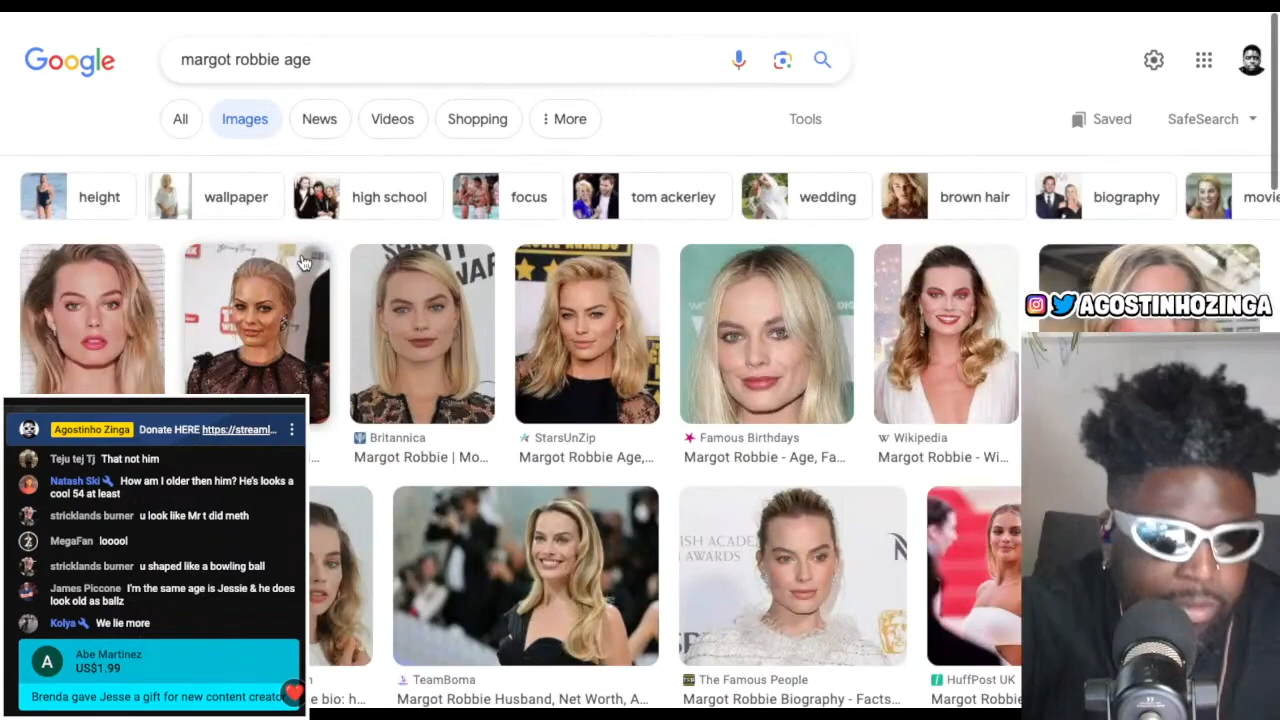 Google
margot robbie age
All
Images
News
Videos
Shopping
More
Tools
Saved
SafeSearch
height
wallpaper
high school
focus
tom ackerley
wedding
brown hair
biography
movie
AGOSTINHOZINGA
Britannica
Margot Robbie | Mo...
StarsUnZip
Margot Robbie Age,...
Famous Birthdays
Margot Robbie - Age, Fa...
Wikipedia
Margot Robbie - Wi...
Agostinho Zinga Donate HERE https://streaml...
Teju tej Tj That not him
Natash Ski How am I older then him? He's looks a
cool 54 at least
stricklands burner u look like Mr t did meth
MegaFan looool
stricklands burner u shaped like a bowling ball
James Piccone I'm the same age is Jessie & he does
look old as ballz
Kolya We lie more
A
Abe Martinez
US$1.99
Brenda gave Jesse a gift for new content creator
e bio: h...
TeamBoma
Margot Robbie Husband, Net Worth, A...
The Famous People
Margot Robbie Biography - Facts...
HuffPost UK
Margot Robbie